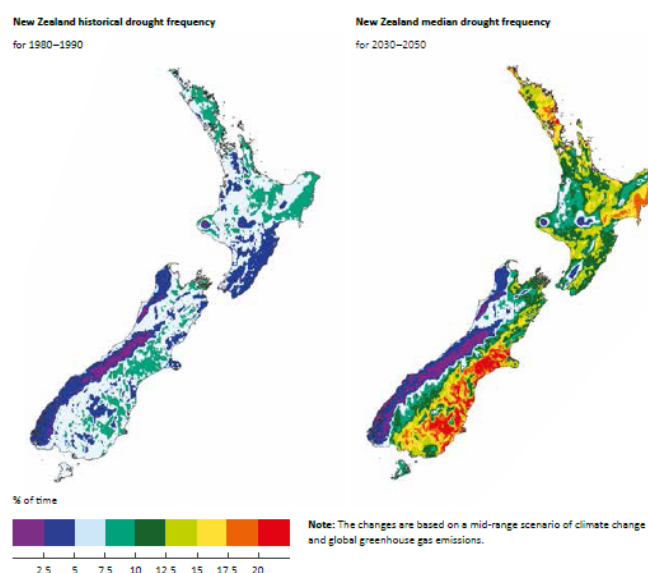 New Zealand historical drought frequency
for 1980–1990
New Zealand median drought frequency
for 2030–2050
% of time
2.5 5 7.5 10 12.5 15 17.5 20
Note: The changes are based on a mid-range scenario of climate change
and global greenhouse gas emissions.